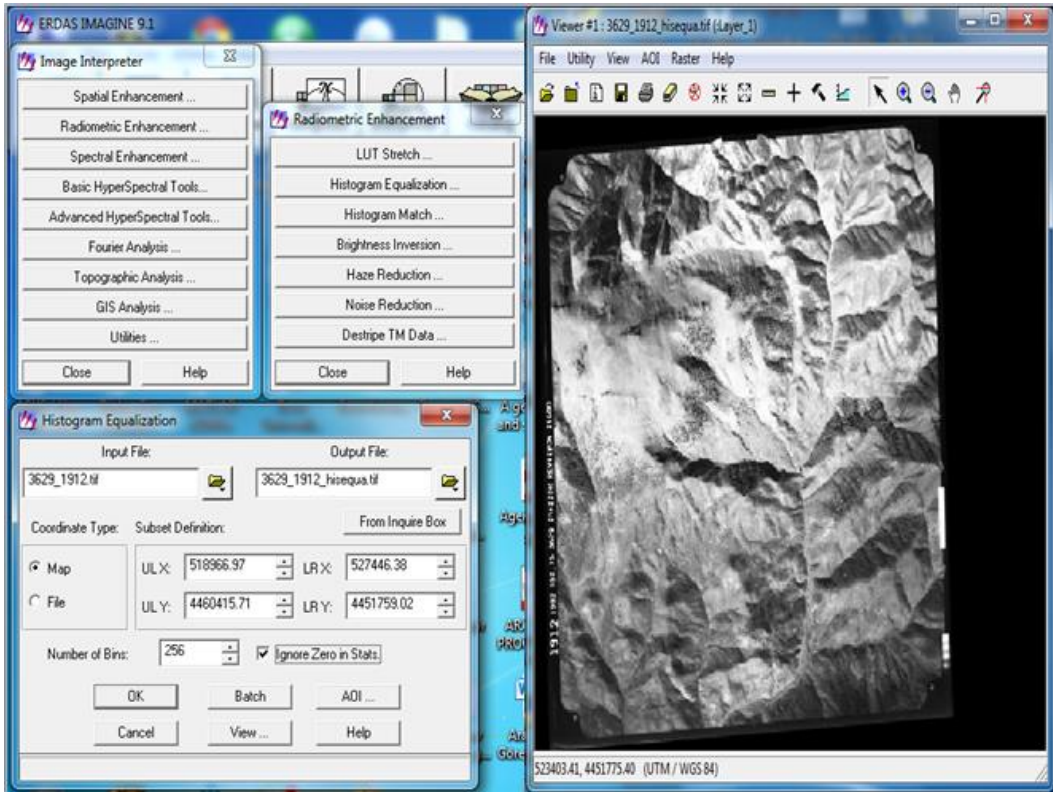 ERDAS IMAGINE 9.1
Image Interpreter
Spatial Enhancement ...
Radiometric Enhancement ...
Spectral Enhancement ...
Basic HyperSpectral Tools...
Advanced HyperSpectral Tools...
Fourier Analysis ...
Topographic Analysis ...
GIS Analysis ...
Utilities ...
Close Help
Radiometric Enhancement
LUT Stretch ...
Histogram Equalization ...
Histogram Match ...
Brightness Inversion ...
Haze Reduction ...
Noise Reduction ...
Destripe TM Data ...
Close Help
Histogram Equalization
Input File: Output File:
3629_1912.tif 3629_1912_hisequa.tif
Coordinate Type: Subset Definition: From Inquire Box
Map UL X: 518966.97 LR X: 527446.38
File UL Y: 4460415.71 LR Y: 4451759.02
Number of Bins: 256 Ignore Zero in Stats.
OK Batch AOI ...
Cancel View ... Help
Viewer #1 : 3629_1912_hisequa.tif (:Layer_1)
File Utility View AOI Raster Help
1912
523403.41, 4451775.40 (UTM / WGS 84)